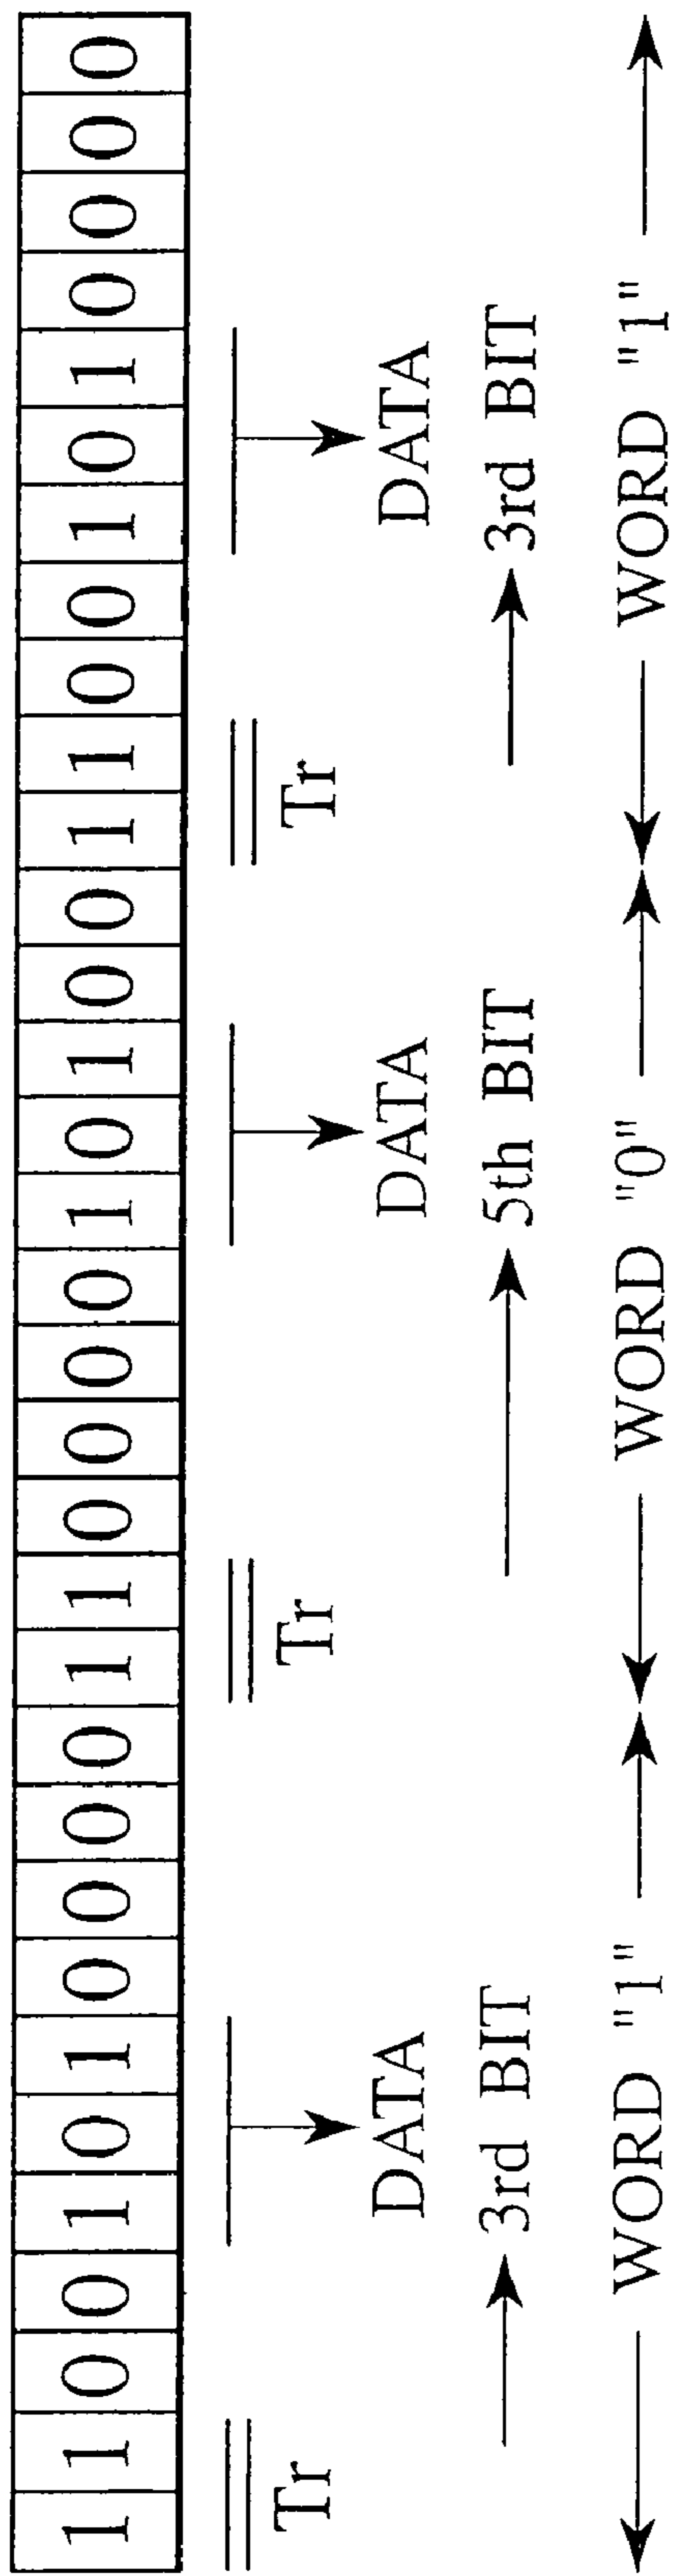 1 1 0 0 1 0 1 0 0 0 0 1 1 0 0 0 0 1 0 1 0 0 1 1 0 0 1 0 1 0 0 0 0
Tr Tr Tr
DATA DATA DATA
3rd BIT 5th BIT 3rd BIT
WORD "1" WORD "0" WORD "1"